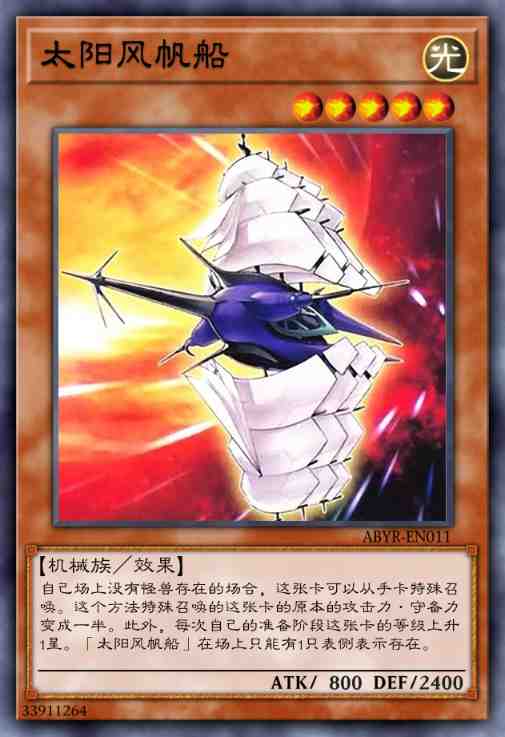 太阳风帆船
光
ABYR-EN011
【机械族／效果】
自己场上没有怪兽存在的场合，这张卡可以从手卡特殊召
唤。这个方法特殊召唤的这张卡的原本的攻击力·守备力
变成一半。此外，每次自己的准备阶段这张卡的等级上升
1星。「太阳风帆船」在场上只能有1只表侧表示存在。
ATK/ 800 DEF/2400
33911264